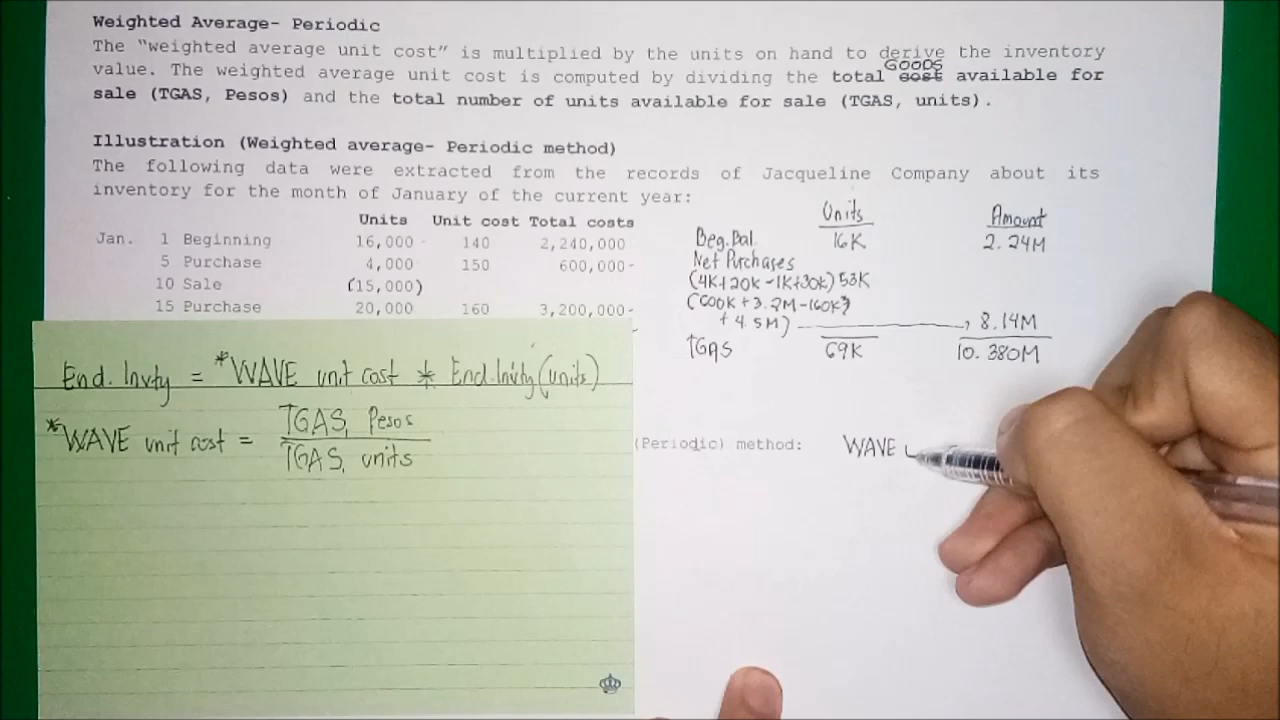 Weighted Average- Periodic
The “weighted average unit cost” is multiplied by the units on hand to derive the inventory
GOODS
value. The weighted average unit cost is computed by dividing the total cost available for
sale (TGAS, Pesos) and the total number of units available for sale (TGAS, units).
Illustration (Weighted average- Periodic method)
The following data were extracted from the records of Jacqueline Company about its
inventory for the month of January of the current year:
Units Unit cost Total costs
Jan. 1 Beginning 16,000 140 2,240,000
5 Purchase 4,000 150 600,000
10 Sale (15,000)
15 Purchase 20,000 160 3,200,000
Units Amount
Beg. Bal. 16K 2.24M
Net Purchases
(4K+20K-1K+30K) 53K
(600K+3.2M-160K
+4.5M) 8.14M
TGAS 69K 10.380M
End. Invty = *WAVE unit cost * End. Invty (units)
*WAVE unit cost = TGAS, Pesos
TGAS, units
(Periodic) method: WAVE